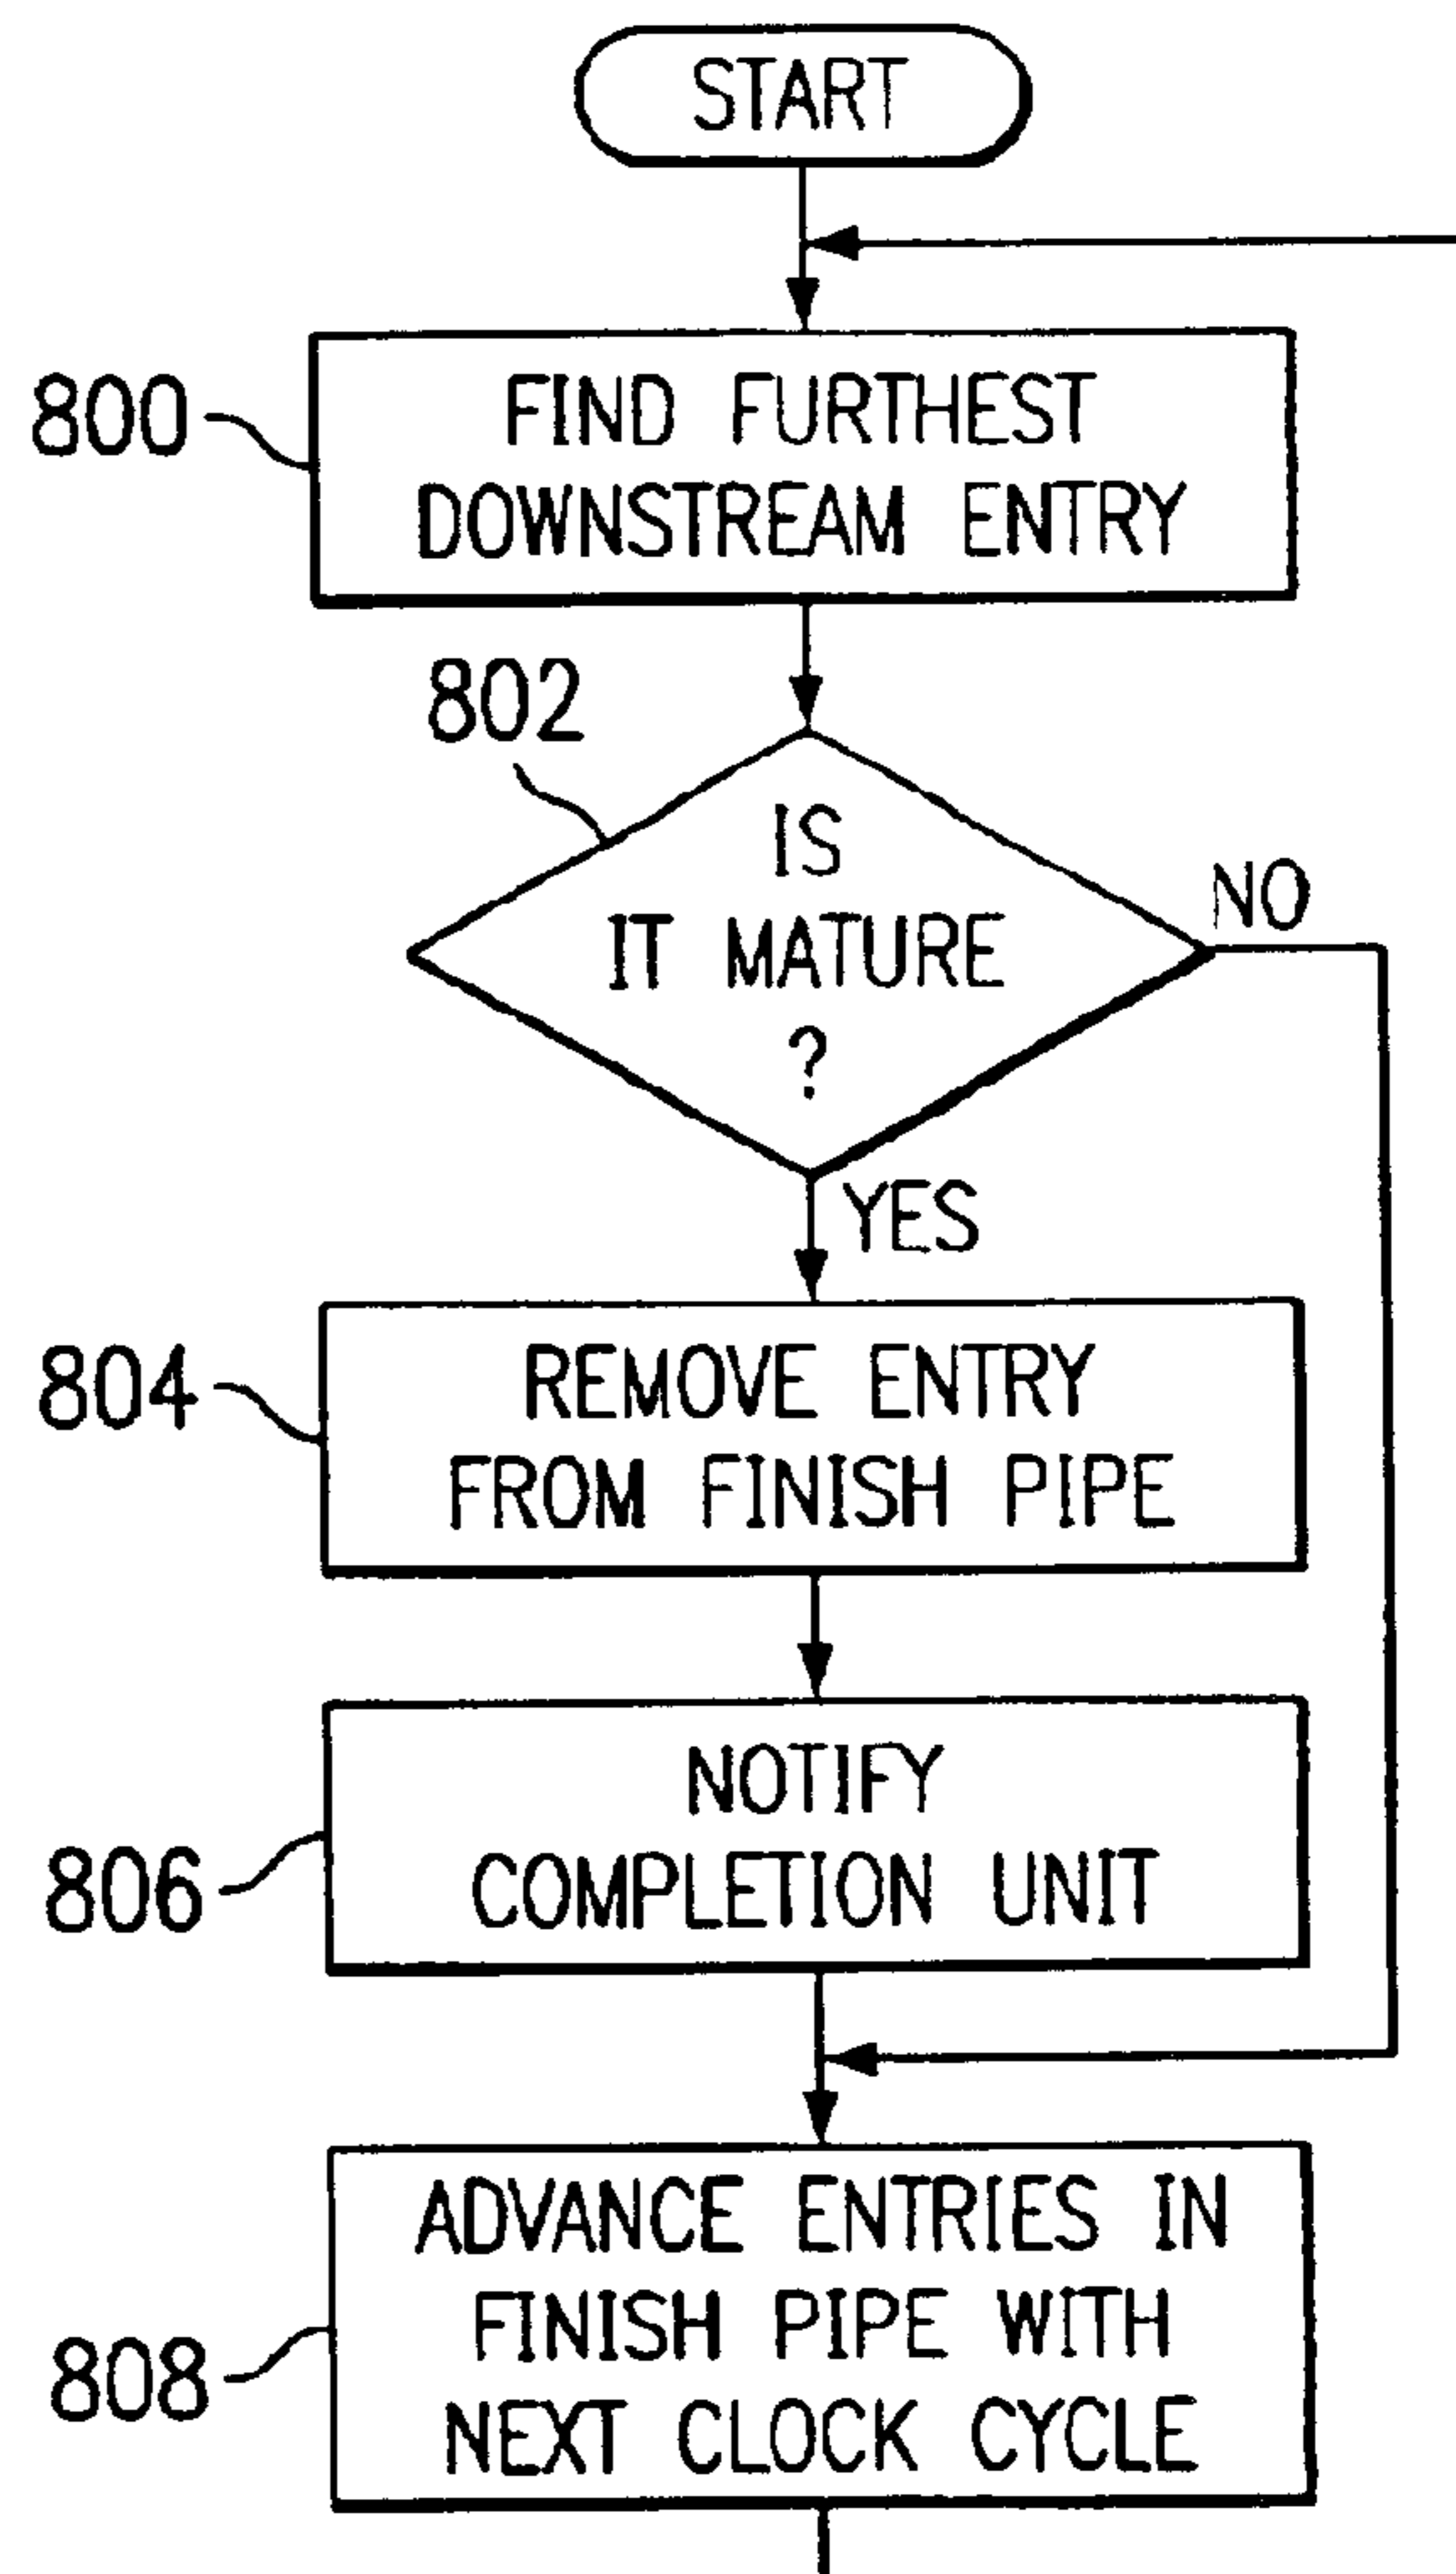 START
800
FIND FURTHEST
DOWNSTREAM ENTRY
802
IS
IT MATURE
?
NO
YES
804
REMOVE ENTRY
FROM FINISH PIPE
806
NOTIFY
COMPLETION UNIT
808
ADVANCE ENTRIES IN
FINISH PIPE WITH
NEXT CLOCK CYCLE